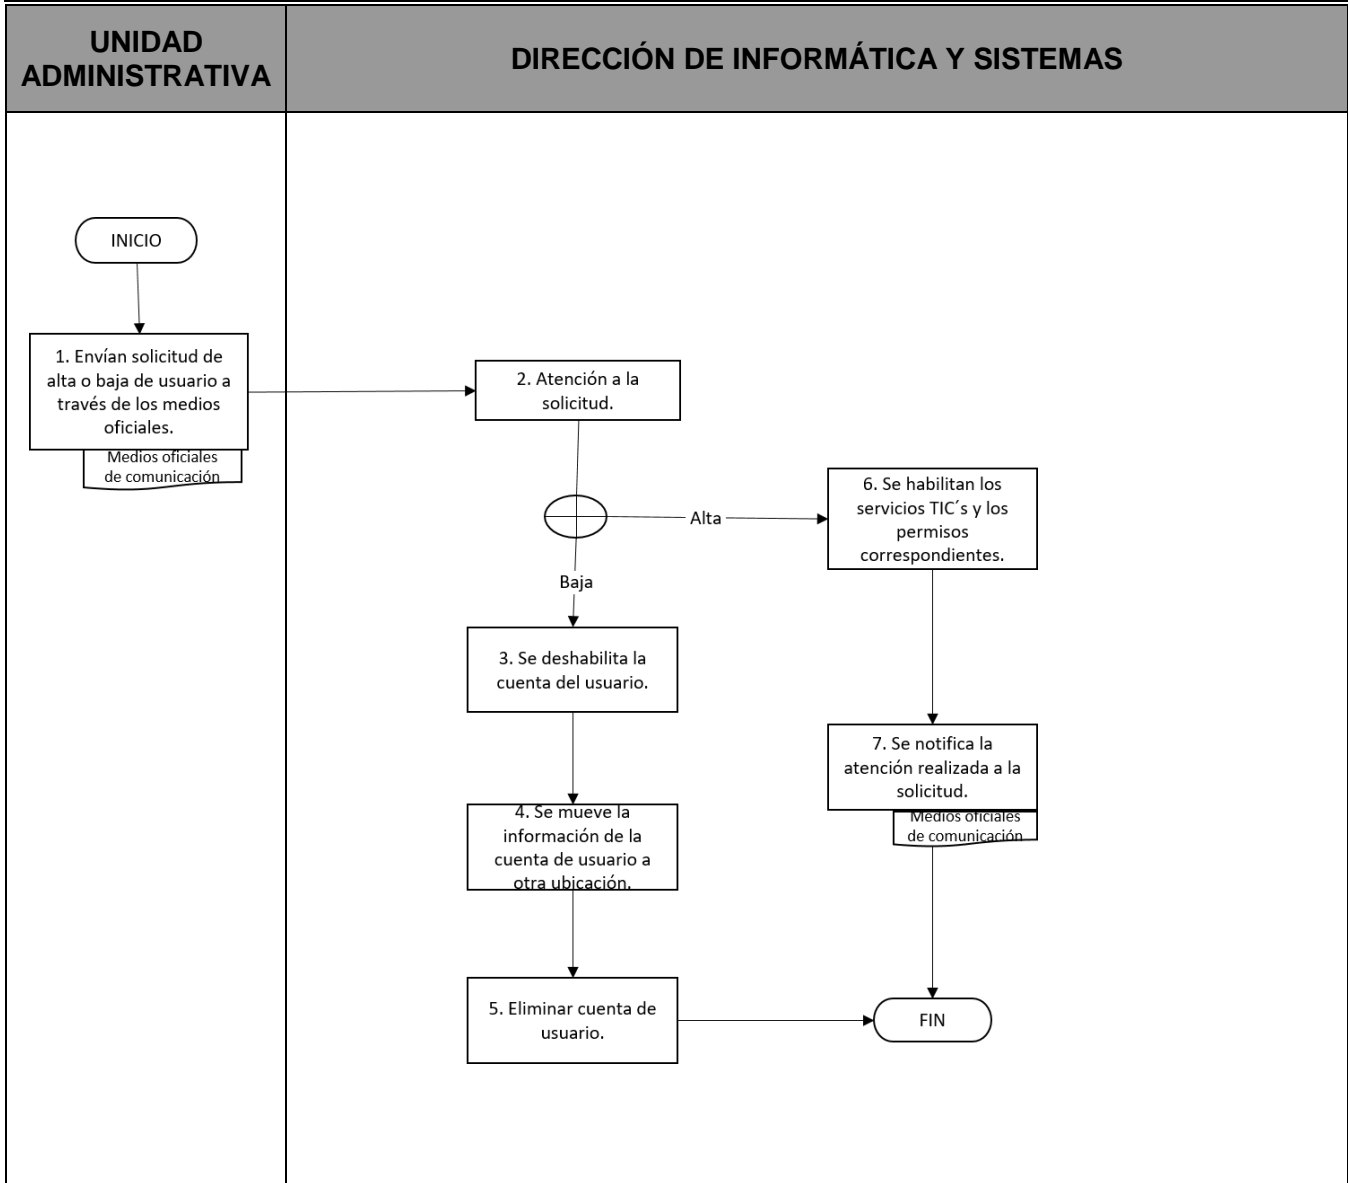 UNIDAD
ADMINISTRATIVA
DIRECCIÓN DE INFORMÁTICA Y SISTEMAS
INICIO
1. Envían solicitud de
alta o baja de usuario a
través de los medios
oficiales.
Medios oficiales
de comunicación
2. Atención a la
solicitud.
Alta
Baja
6. Se habilitan los
servicios TIC´s y los
permisos
correspondientes.
3. Se deshabilita la
cuenta del usuario.
7. Se notifica la
atención realizada a la
solicitud.
Medios oficiales
de comunicación
4. Se mueve la
información de la
cuenta de usuario a
otra ubicación.
5. Eliminar cuenta de
usuario.
FIN